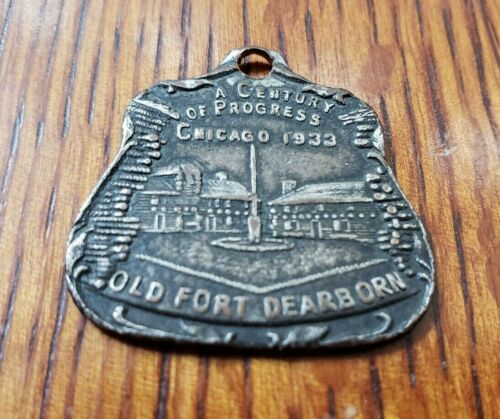 A CENTURY
OF PROGRESS
CHICAGO 1933
OLD FORT DEARBORN